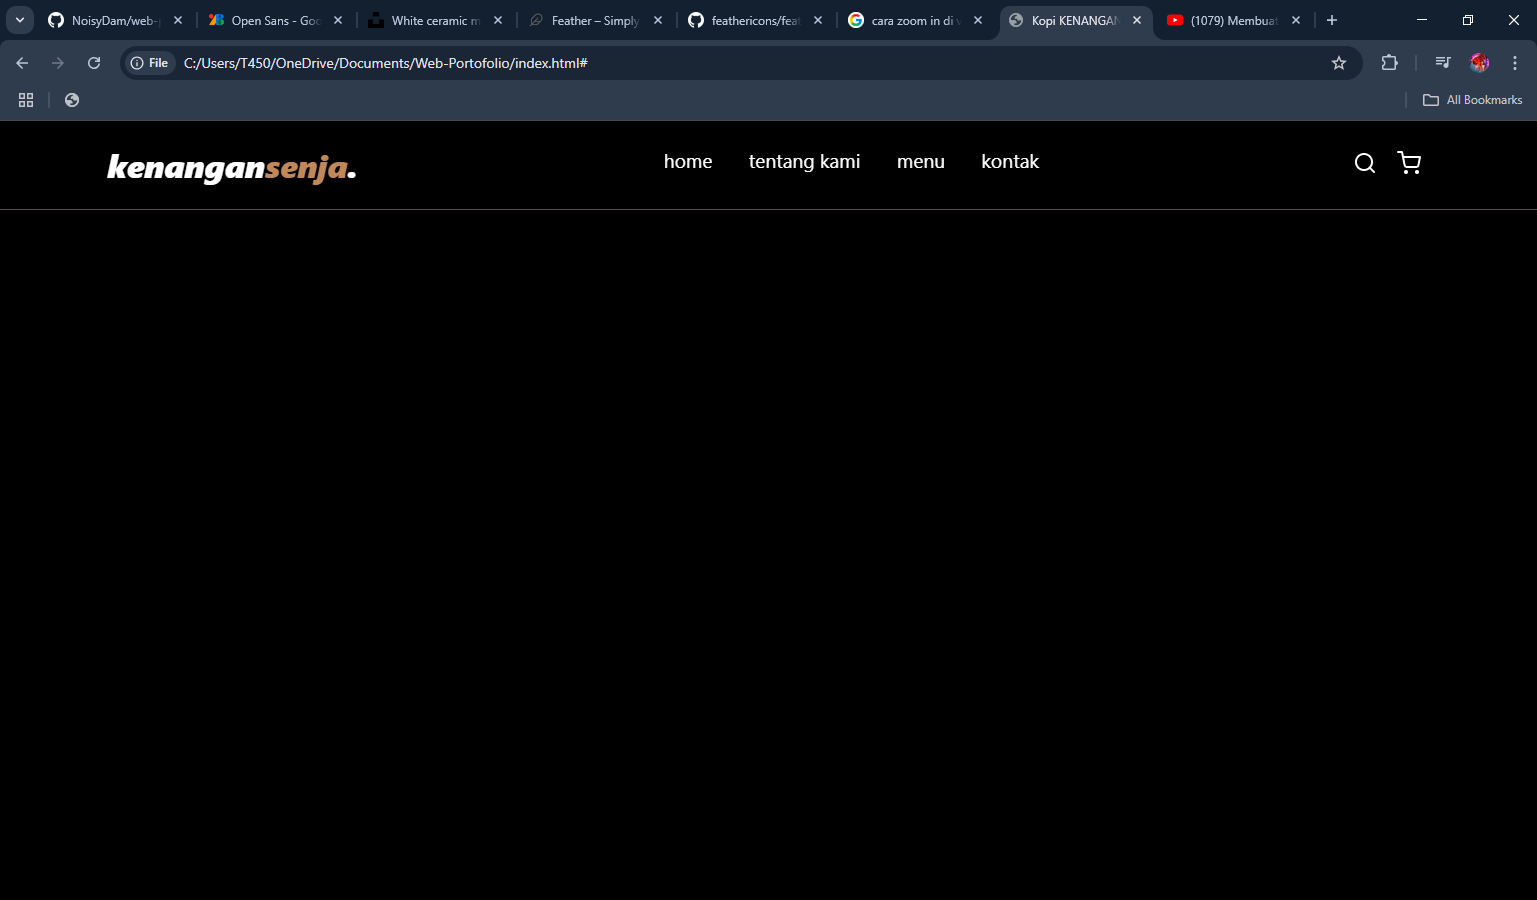 NoisyDam/web-
Open Sans - Goo
White ceramic m
Feather – Simply
feathericons/feat
cara zoom in di v
Kopi KENANGAN
(1079) Membuat
File
C:/Users/T450/OneDrive/Documents/Web-Portofolio/index.html#
All Bookmarks
kenangansenja.
home
tentang kami
menu
kontak